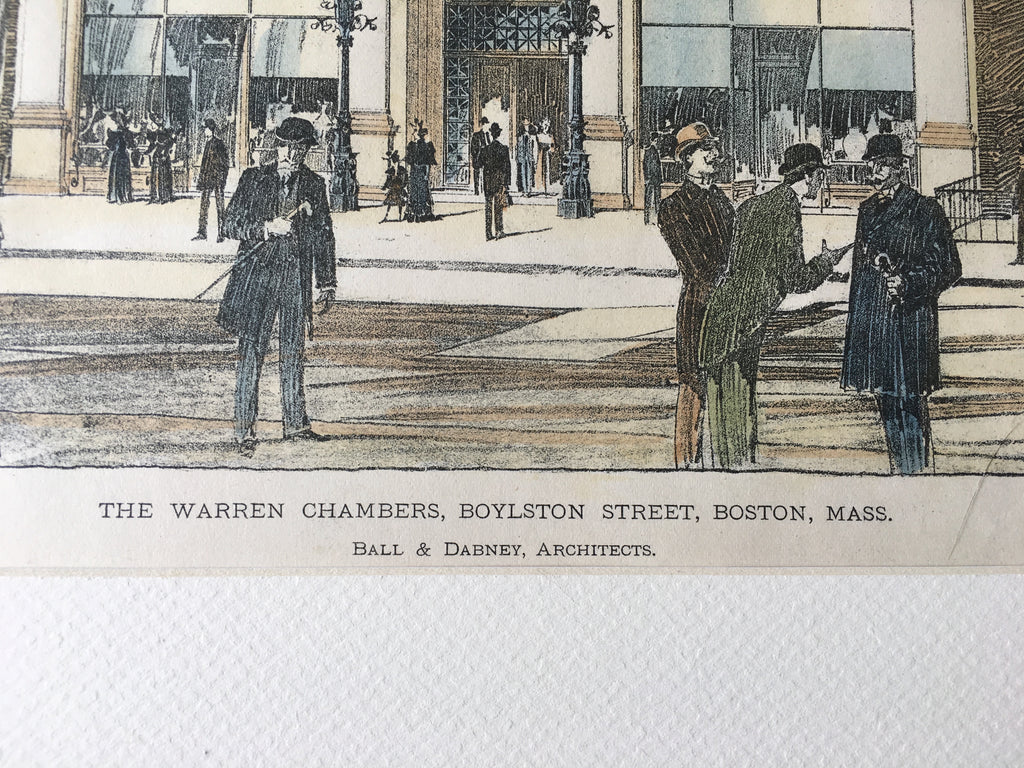 THE WARREN CHAMBERS, BOYLSTON STREET, BOSTON, MASS.
BALL & DABNEY, ARCHITECTS.